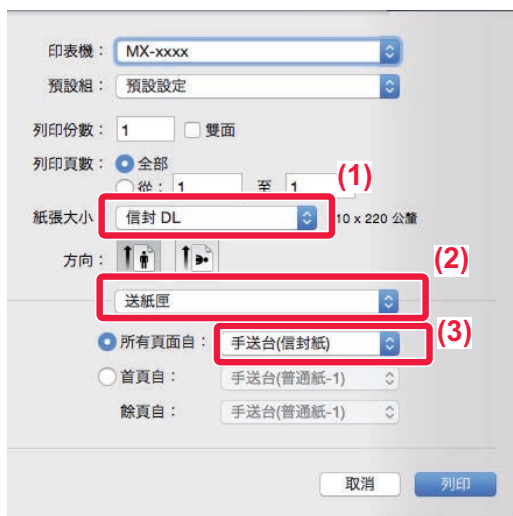 印表機： MX-xxxx
預設組： 預設設定
列印份數： 1 雙面
列印頁數： 全部
(1)
從： 1 至 1
紙張大小 信封 DL 10 x 220 公釐
方向：
(2)
送紙匣
(3)
所有頁面自： 手送台(信封紙)
首頁自： 手送台(普通紙-1)
餘頁自： 手送台(普通紙-1)
取消 列印